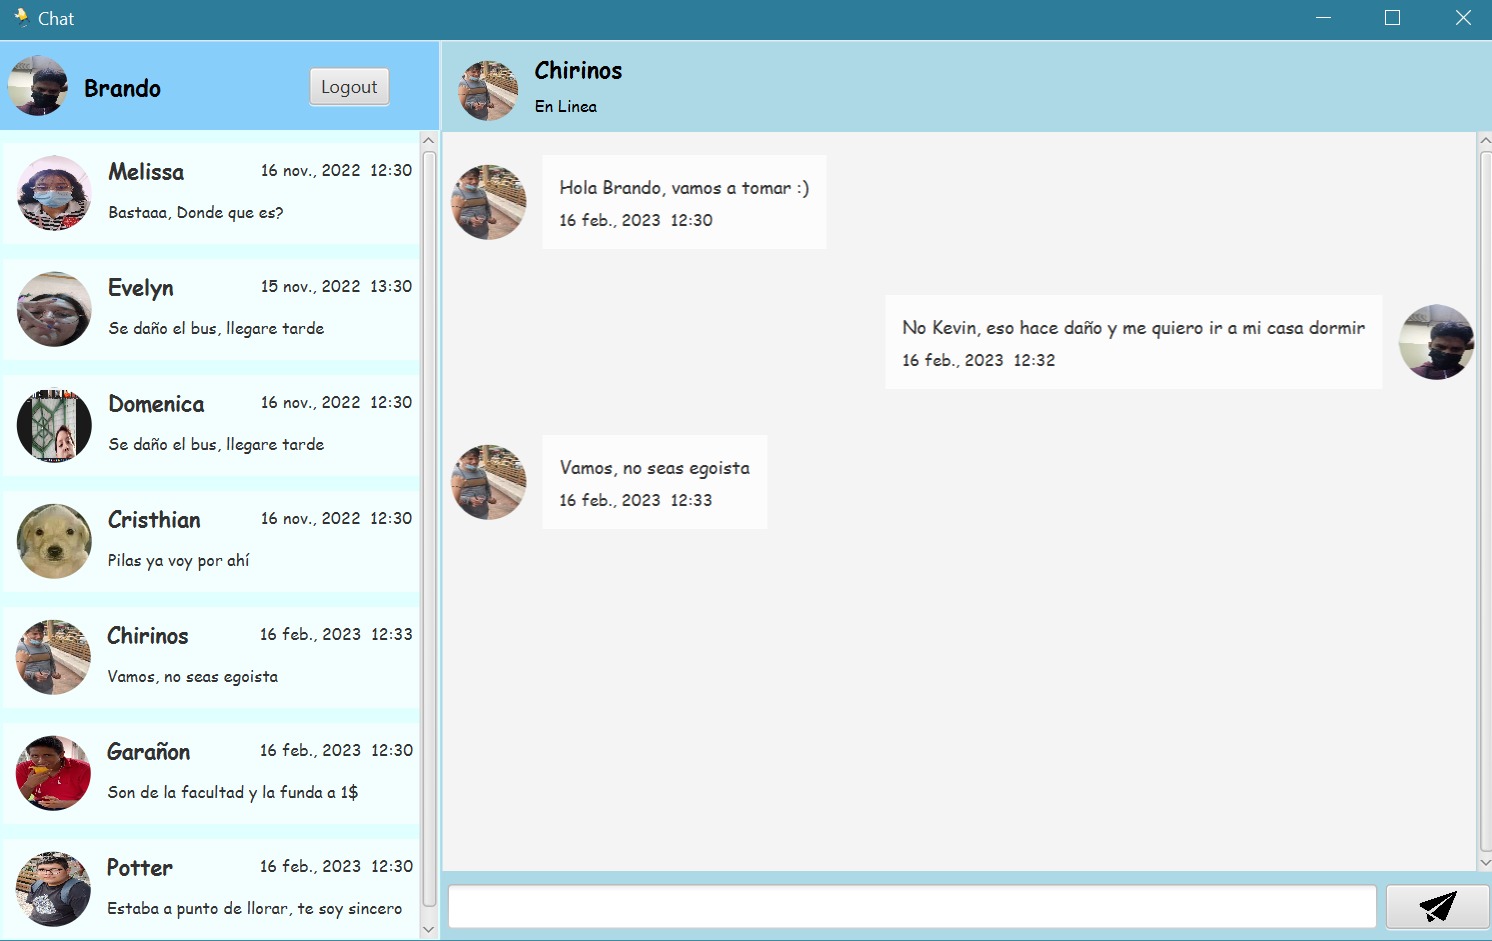 Chat
Brando
Logout
Melissa 16 nov., 2022 12:30
Bastaaa, Donde que es?
Evelyn 15 nov., 2022 13:30
Se daño el bus, llegare tarde
Domenica 16 nov., 2022 12:30
Se daño el bus, llegare tarde
Cristhian 16 nov., 2022 12:30
Pilas ya voy por ahí
Chirinos 16 feb., 2023 12:33
Vamos, no seas egoista
Garañon 16 feb., 2023 12:30
Son de la facultad y la funda a 1$
Potter 16 feb., 2023 12:30
Estaba a punto de llorar, te soy sincero
Chirinos
En Linea
Hola Brando, vamos a tomar :)
16 feb., 2023 12:30
No Kevin, eso hace daño y me quiero ir a mi casa dormir
16 feb., 2023 12:32
Vamos, no seas egoista
16 feb., 2023 12:33